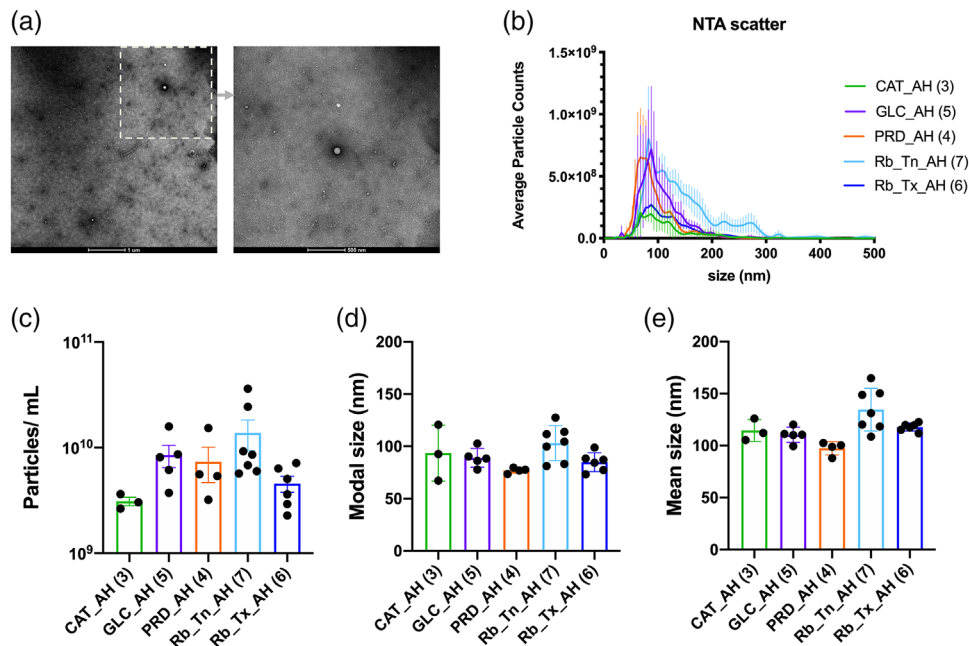 (a)
1 um
500 nm
(b)
NTA scatter
Average Particle Counts
1.5×10⁹
1.0×10⁹
5.0×10⁸
0.0
0 100 200 300 400 500
size (nm)
CAT_AH (3)
GLC_AH (5)
PRD_AH (4)
Rb_Tn_AH (7)
Rb_Tx_AH (6)
(c)
Particles/ mL
10¹¹
10¹⁰
10⁹
CAT_AH (3)
GLC_AH (5)
PRD_AH (4)
Rb_Tn_AH (7)
Rb_Tx_AH (6)
(d)
Modal size (nm)
200
150
100
50
0
CAT_AH (3)
GLC_AH (5)
PRD_AH (4)
Rb_Tn_AH (7)
Rb_Tx_AH (6)
(e)
Mean size (nm)
200
150
100
50
0
CAT_AH (3)
GLC_AH (5)
PRD_AH (4)
Rb_Tn_AH (7)
Rb_Tx_AH (6)